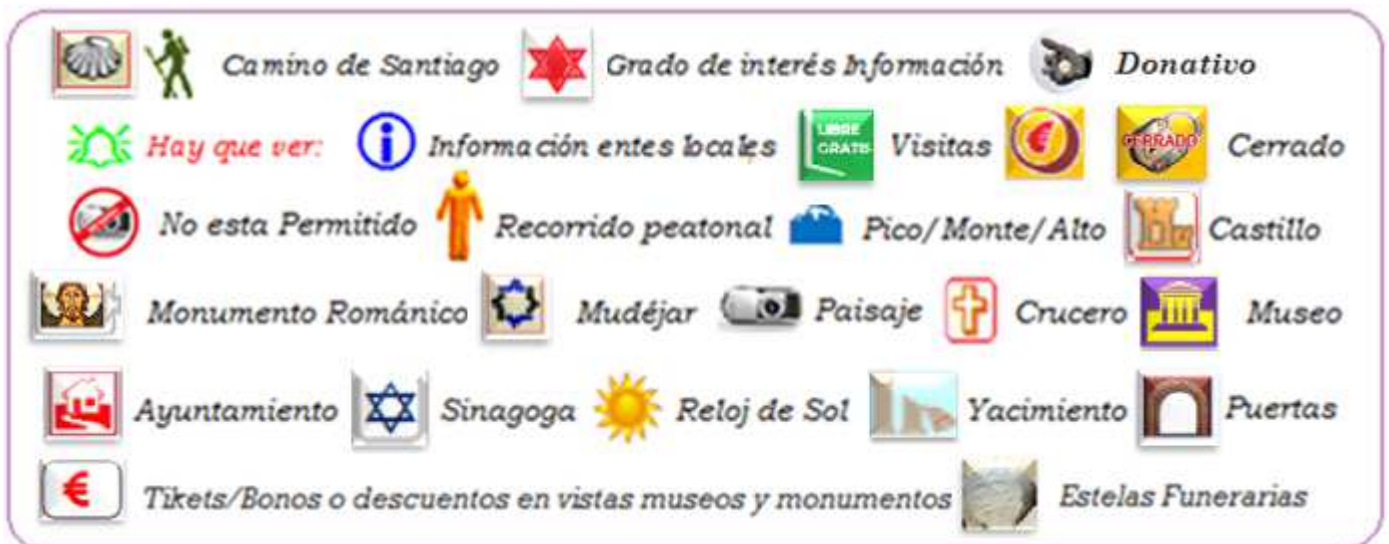 Camino de Santiago Grado de interés Información Donativo
Hay que ver: Información entes locales LIBRE GRATIS Visitas € CERRADO Cerrado
No esta Permitido Recorrido peatonal Pico/Monte/Alto Castillo
Monumento Románico Mudéjar Paisaje Crucero Museo
Ayuntamiento Sinagoga Reloj de Sol Yacimiento Puertas
€ Tikets/Bonos o descuentos en vistas museos y monumentos Estelas Funerarias